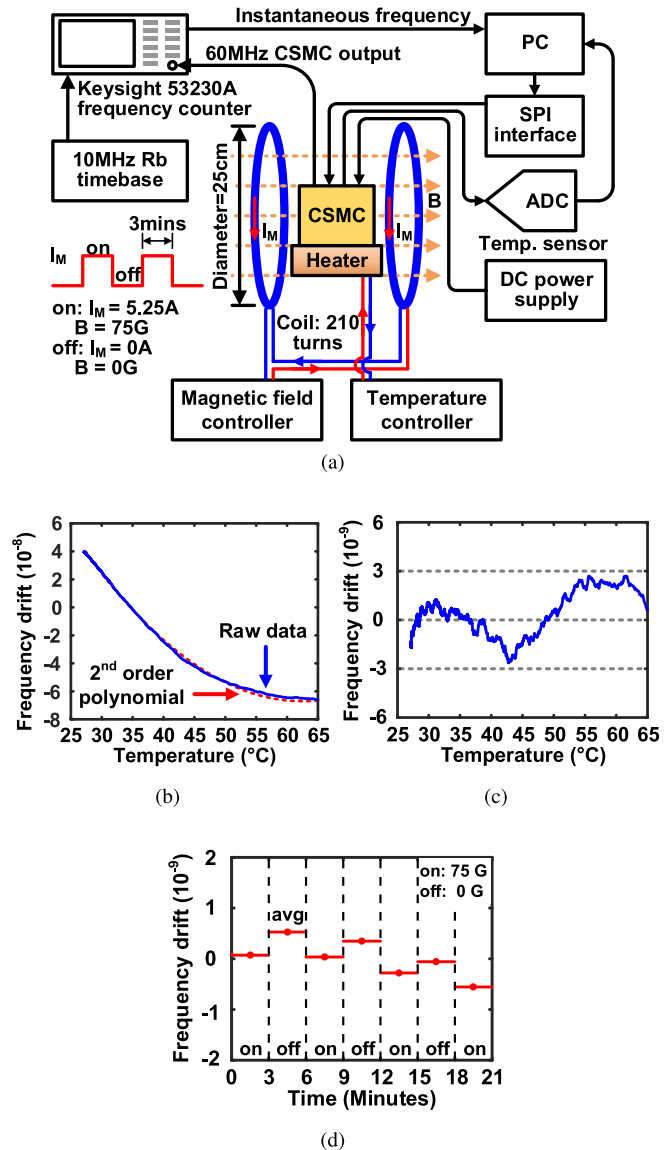 Instantaneous frequency
PC
60MHz CSMC output
Keysight 53230A
frequency counter
SPI
interface
10MHz Rb
timebase
Diameter=25cm
B
CSMC
I_M
I_M
ADC
Temp. sensor
Heater
3mins
I_M
on
off
on: I_M = 5.25A
B = 75G
off: I_M = 0A
B = 0G
DC power
supply
Coil: 210
turns
Magnetic field
controller
Temperature
controller
(a)
Frequency drift (10^-8)
6
4
2
0
-2
-4
-6
-8
Raw data
2nd order
polynomial
25 30 35 40 45 50 55 60 65
Temperature (°C)
(b)
Frequency drift (10^-9)
6
3
0
-3
-6
25 30 35 40 45 50 55 60 65
Temperature (°C)
(c)
Frequency drift (10^-9)
2
1
0
-1
-2
on: 75 G
off: 0 G
avg
on off on off on off on
0 3 6 9 12 15 18 21
Time (Minutes)
(d)